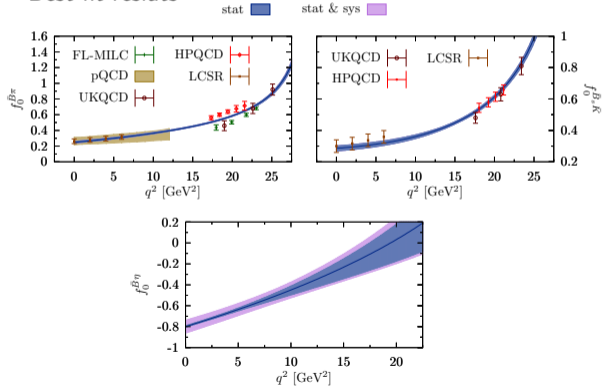 stat stat & sys
FL-MILC HPQCD
pQCD LCSR
UKQCD
1.6
1.4
1.2
1
0.8
0.6
0.4
0.2
0
0 5 10 15 20 25
q² [GeV²]
f₀^{B̄π}
UKQCD LCSR
HPQCD
1
0.8
0.6
0.4
0.2
0 5 10 15 20 25
q² [GeV²]
0.2
0
-0.2
-0.4
-0.6
-0.8
-1
0 5 10 15 20
q² [GeV²]
f₀^{B̄η}